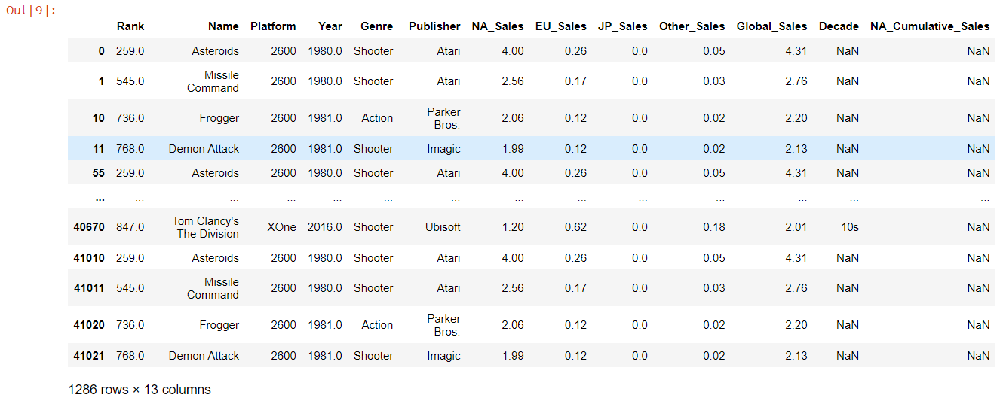 Out[9]:
Rank Name Platform Year Genre Publisher NA_Sales EU_Sales JP_Sales Other_Sales Global_Sales Decade NA_Cumulative_Sales
0 259.0 Asteroids 2600 1980.0 Shooter Atari 4.00 0.26 0.0 0.05 4.31 NaN NaN
1 545.0 Missile Command 2600 1980.0 Shooter Atari 2.56 0.17 0.0 0.03 2.76 NaN NaN
10 736.0 Frogger 2600 1981.0 Action Parker Bros. 2.06 0.12 0.0 0.02 2.20 NaN NaN
11 768.0 Demon Attack 2600 1981.0 Shooter Imagic 1.99 0.12 0.0 0.02 2.13 NaN NaN
55 259.0 Asteroids 2600 1980.0 Shooter Atari 4.00 0.26 0.0 0.05 4.31 NaN NaN
... ... ... ... ... ... ... ... ... ... ... ... ... ...
40670 847.0 Tom Clancy's The Division XOne 2016.0 Shooter Ubisoft 1.20 0.62 0.0 0.18 2.01 10s NaN
41010 259.0 Asteroids 2600 1980.0 Shooter Atari 4.00 0.26 0.0 0.05 4.31 NaN NaN
41011 545.0 Missile Command 2600 1980.0 Shooter Atari 2.56 0.17 0.0 0.03 2.76 NaN NaN
41020 736.0 Frogger 2600 1981.0 Action Parker Bros. 2.06 0.12 0.0 0.02 2.20 NaN NaN
41021 768.0 Demon Attack 2600 1981.0 Shooter Imagic 1.99 0.12 0.0 0.02 2.13 NaN NaN
1286 rows × 13 columns